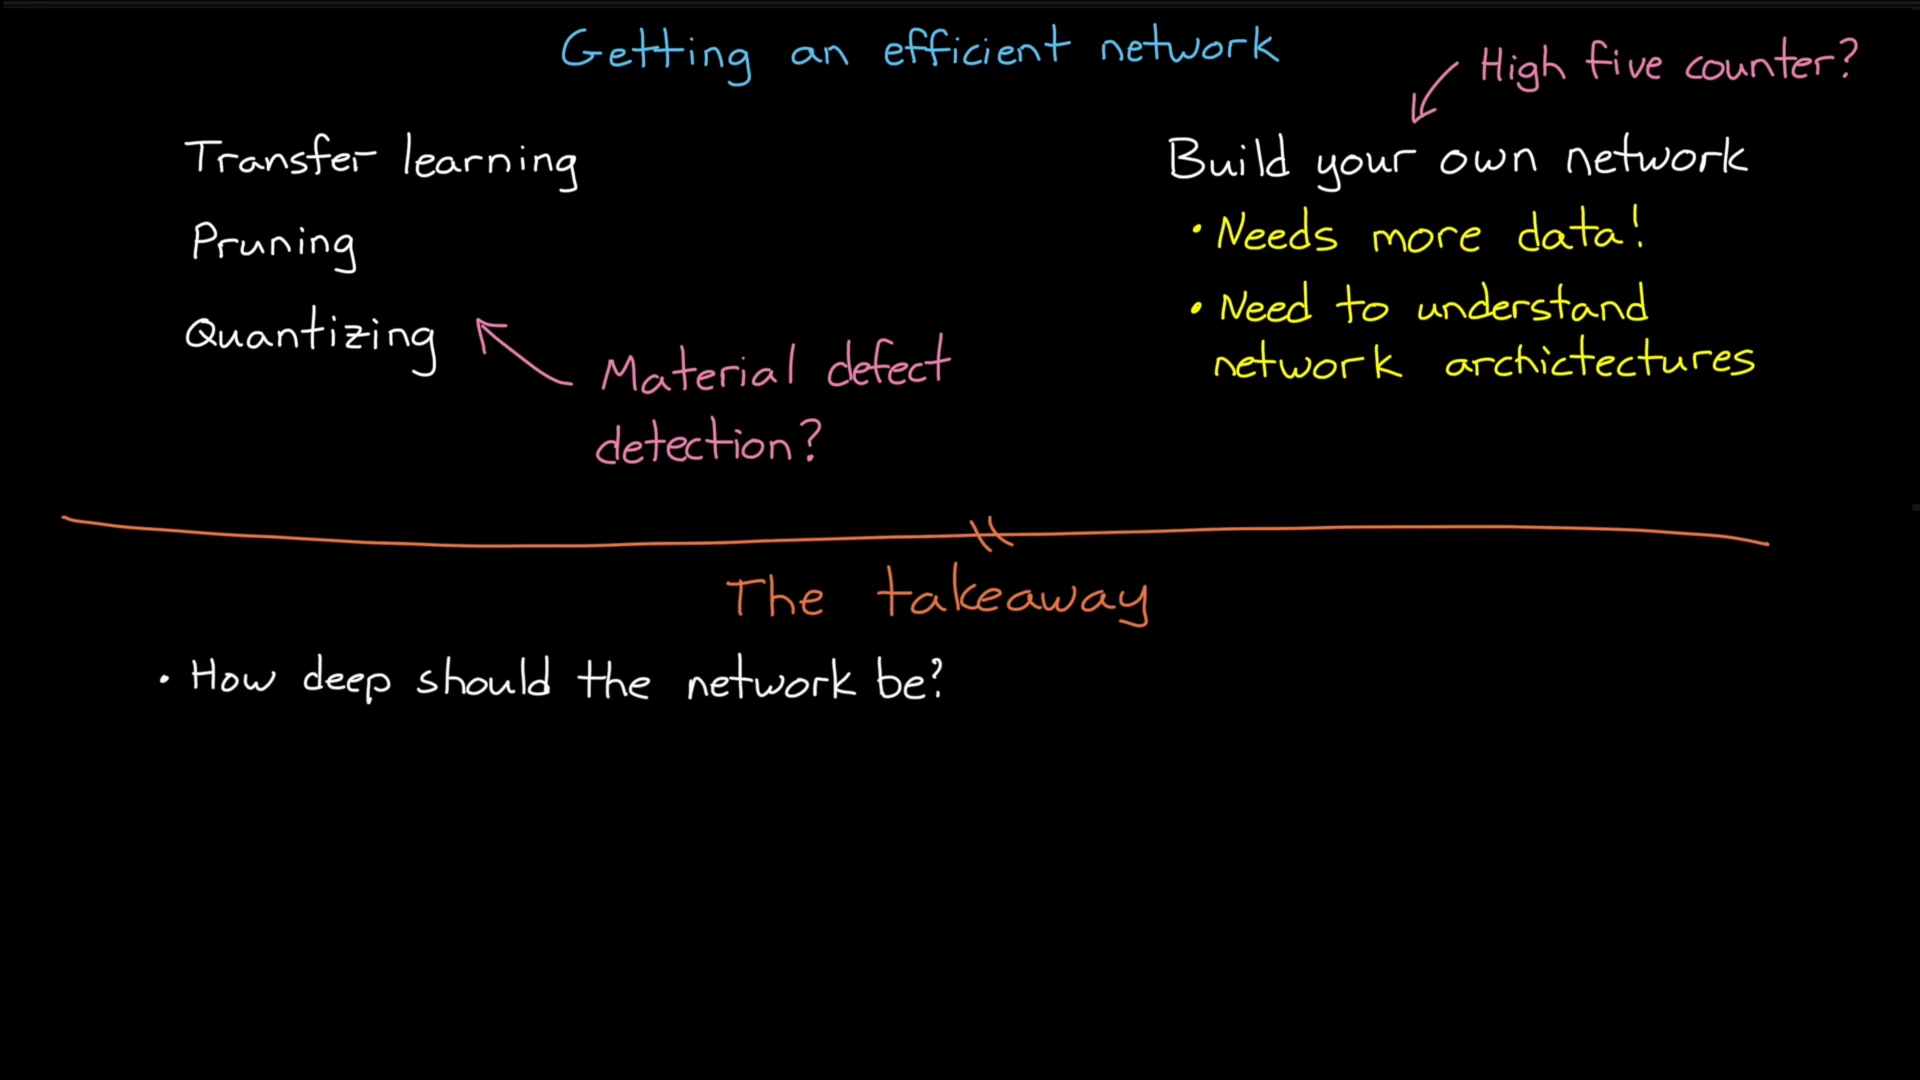 Getting an efficient network
High five counter?
Transfer learning
Pruning
Quantizing
Material defect
detection?
Build your own network
• Needs more data!
• Need to understand
network archictectures
The takeaway
• How deep should the network be?